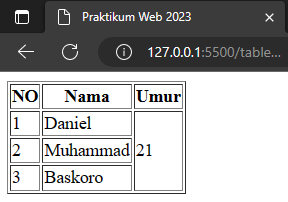 Praktikum Web 2023
127.0.0.1:5500/table...
NO Nama Umur
1 Daniel
2 Muhammad 21
3 Baskoro